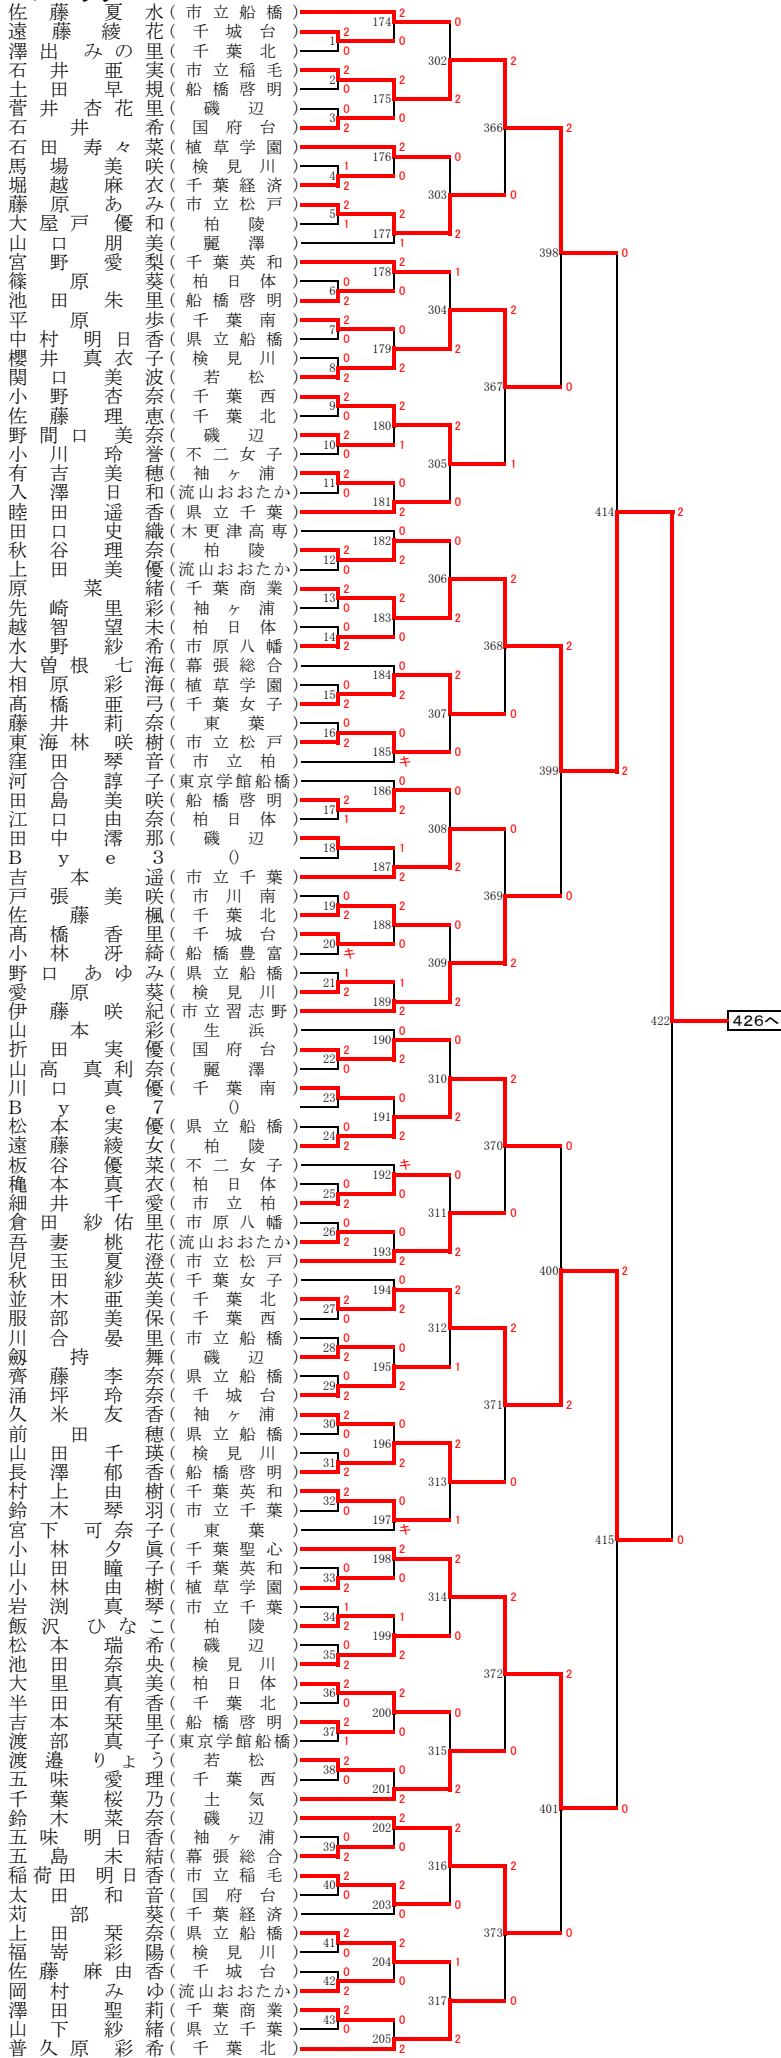 佐藤夏水(市立船橋)
遠藤綾花(千城台)
澤出みの里(千葉北)
石井亜実(市立稲毛)
土田早規(船橋啓明)
菅井杏花里(磯辺)
石井希(国府台)
石田寿々菜(植草学園)
馬場美咲(検見川)
堀越麻衣(千葉経済)
藤原あみ(市立松戸)
大屋戸優和(柏陵)
山口朋美(麗澤)
宮野愛梨(千葉英和)
篠原葵(柏日体)
池田朱里(船橋啓明)
平原歩(千葉南)
中村明日香(県立船橋)
櫻井真衣子(検見川)
関口美波(若松)
小野杏奈(千葉西)
佐藤理恵(千葉北)
野間口美奈(磯辺)
小川玲誉(不二女子)
有吉美穂(袖ヶ浦)
入澤日和(流山おおたか)
睦田遥香(県立千葉)
田口史織(木更津高専)
秋谷理奈(柏陵)
上田美優(流山おおたか)
原菜緒(千葉商業)
先崎里彩(袖ヶ浦)
越智望未(柏日体)
水野紗希(市原八幡)
大曽根七海(幕張総合)
相原彩海(植草学園)
髙橋亜弓(千葉女子)
藤井莉奈(東葉)
東海林咲樹(市立松戸)
窪田琴音(市立柏)
河合諄子(東京学館船橋)
田島美咲(船橋啓明)
江口由奈(柏日体)
田中澪那(磯辺)
Bye3()
吉本遥(市立千葉)
戸張美咲(市川南)
佐藤楓(千葉北)
髙橋香里(千城台)
小林冴綺(船橋豊富)
野口あゆみ(県立船橋)
愛原葵(検見川)
伊藤咲紀(市立習志野)
山本彩(生浜)
折田実優(国府台)
山高真利奈(麗澤)
川口真優(千葉南)
Bye7()
松本実優(県立船橋)
遠藤綾女(柏陵)
板谷優菜(不二女子)
穐本真衣(柏日体)
細井千愛(市立柏)
倉田紗佑里(市原八幡)
吾妻桃花(流山おおたか)
児玉夏澄(市立松戸)
秋田紗英(千葉女子)
並木亜美(千葉北)
服部美保(千葉西)
川合晏里(市立船橋)
劔持舞(磯辺)
齊藤李奈(県立船橋)
涌坪玲奈(千城台)
久米友香(袖ヶ浦)
前田穂(県立船橋)
山田千瑛(検見川)
長澤郁香(船橋啓明)
村上由樹(千葉英和)
鈴木琴羽(市立千葉)
宮下可奈子(東葉)
小林夕眞(千葉聖心)
山田瞳子(千葉英和)
小林由樹(植草学園)
岩渕真琴(市立千葉)
飯沢ひなこ(柏陵)
松本瑞希(磯辺)
池田奈央(検見川)
大里真美(柏日体)
半田有香(千葉北)
吉本栞里(船橋啓明)
渡部真子(東京学館船橋)
渡邉りょう(若松)
五味愛理(千葉西)
千葉桜乃(土気)
鈴木菜奈(磯辺)
五味明日香(袖ヶ浦)
五島未結(幕張総合)
稲荷田明日香(市立稲毛)
太田和音(国府台)
苅部葵(千葉経済)
上田栞奈(県立船橋)
福嵜彩陽(検見川)
佐藤麻由香(千城台)
岡村みゆ(流山おおたか)
澤田聖莉(千葉商業)
山下紗緒(県立千葉)
普久原彩希(千葉北)
426へ